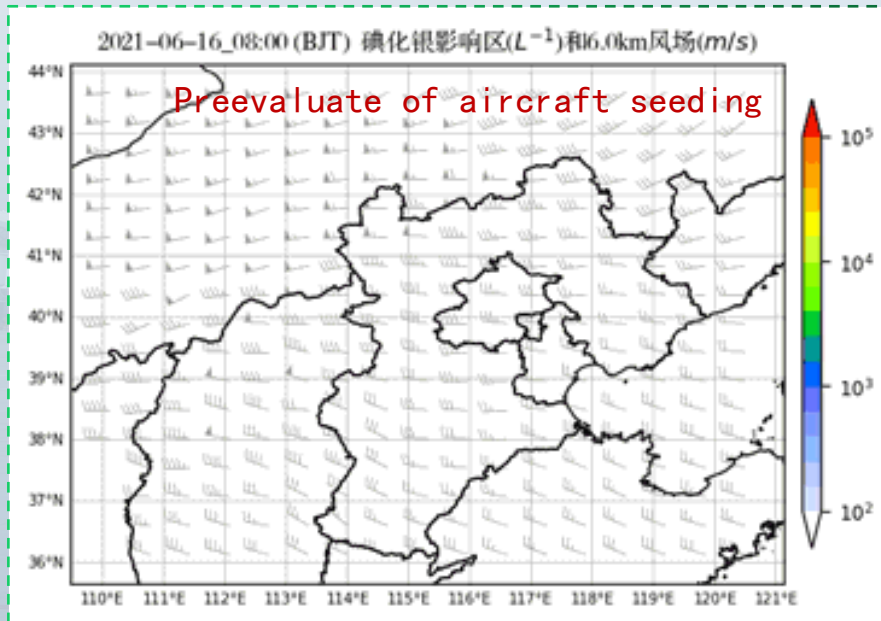 2021-06-16_08:00 (BJT) 碘化银影响区(L⁻¹)和6.0km风场(m/s)
Preevaluate of aircraft seeding
44°N
43°N
42°N
41°N
40°N
39°N
38°N
37°N
36°N
110°E 111°E 112°E 113°E 114°E 115°E 116°E 117°E 118°E 119°E 120°E 121°E
10⁵
10⁴
10³
10²